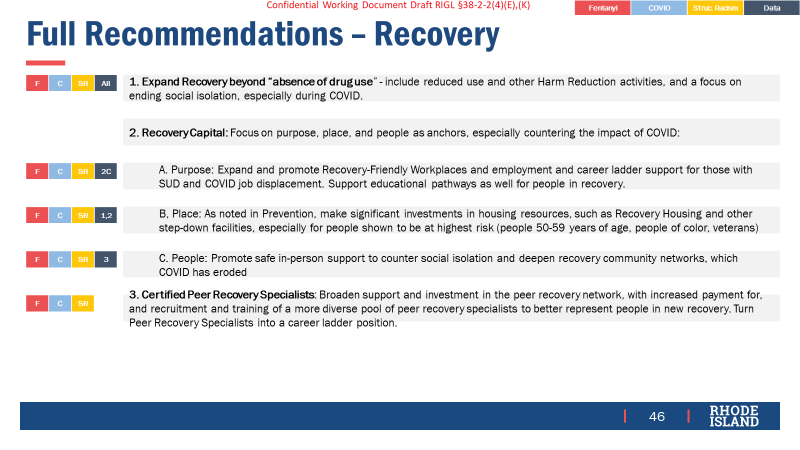 Confidential Working Document Draft RIGL §38-2-2(4)(E),(K)
Fentanyl COVID Struc. Racism Data
Full Recommendations – Recovery
F C SR All
1. Expand Recovery beyond "absence of drug use" - include reduced use and other Harm Reduction activities, and a focus on
ending social isolation, especially during COVID.
2. Recovery Capital: Focus on purpose, place, and people as anchors, especially countering the impact of COVID:
F C SR 2C
A. Purpose: Expand and promote Recovery-Friendly Workplaces and employment and career ladder support for those with
SUD and COVID job displacement. Support educational pathways as well for people in recovery.
F C SR 1,2
B. Place: As noted in Prevention, make significant investments in housing resources, such as Recovery Housing and other
step-down facilities, especially for people shown to be at highest risk (people 50-59 years of age, people of color, veterans)
F C SR 3
C. People: Promote safe in-person support to counter social isolation and deepen recovery community networks, which
COVID has eroded
F C SR
3. Certified Peer Recovery Specialists: Broaden support and investment in the peer recovery network, with increased payment for,
and recruitment and training of a more diverse pool of peer recovery specialists to better represent people in new recovery. Turn
Peer Recovery Specialists into a career ladder position.
46
RHODE
ISLAND